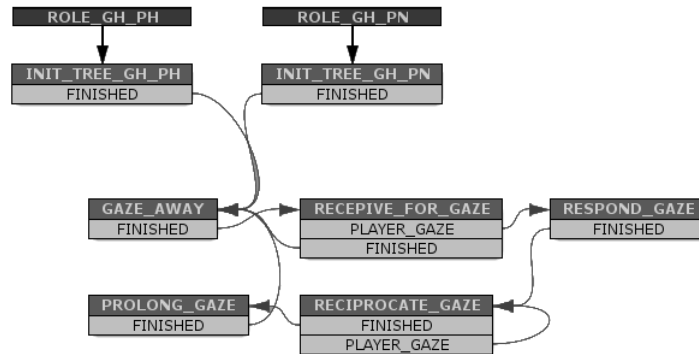 ROLE_GH_PH
ROLE_GH_PN
INIT_TREE_GH_PH
FINISHED
INIT_TREE_GH_PN
FINISHED
GAZE_AWAY
FINISHED
RECEPIVE_FOR_GAZE
PLAYER_GAZE
FINISHED
RESPOND_GAZE
FINISHED
PROLONG_GAZE
FINISHED
RECIPROCATE_GAZE
FINISHED
PLAYER_GAZE